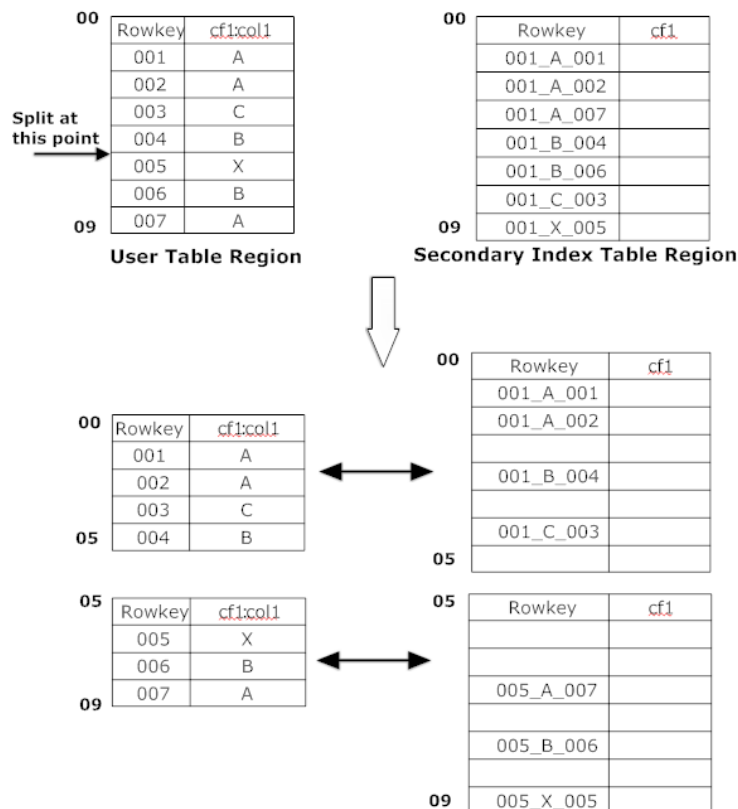 00
Rowkey cf1:col1
001 A
002 A
003 C
004 B
005 X
006 B
007 A
09
Split at
this point
User Table Region
00
Rowkey cf1
001_A_001
001_A_002
001_A_007
001_B_004
001_B_006
001_C_003
001_X_005
09
Secondary Index Table Region
00
Rowkey cf1:col1
001 A
002 A
003 C
004 B
05
00
Rowkey cf1
001_A_001
001_A_002
001_B_004
001_C_003
05
05
Rowkey cf1:col1
005 X
006 B
007 A
09
05
Rowkey cf1
005_A_007
005_B_006
005_X_005
09